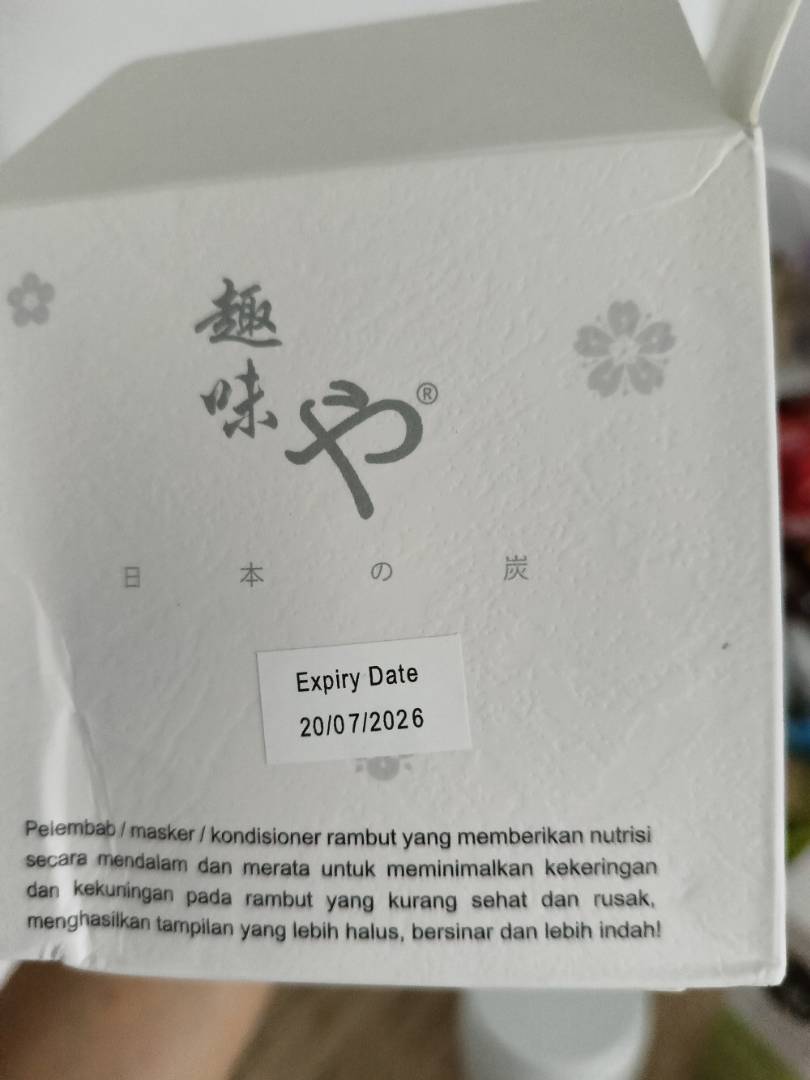 趣
味
や®
日本の炭
Expiry Date
20/07/2026
Pelembab / masker / kondisioner rambut yang memberikan nutrisi
secara mendalam dan merata untuk meminimalkan kekeringan
dan kekuningan pada rambut yang kurang sehat dan rusak,
menghasilkan tampilan yang lebih halus, bersinar dan lebih indah!